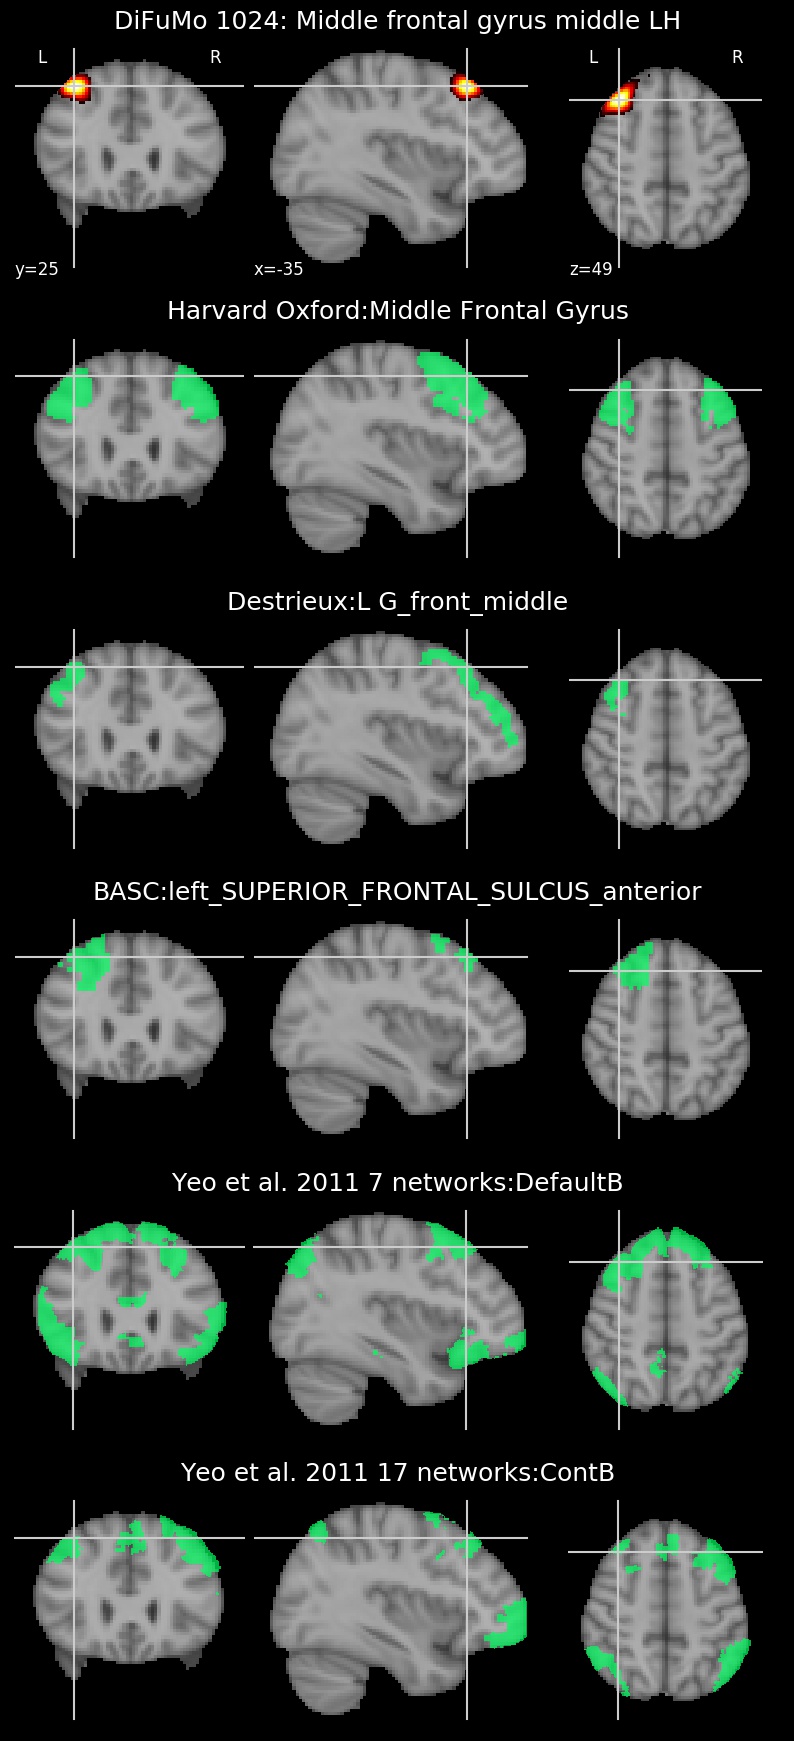 DiFuMo 1024: Middle frontal gyrus middle LH
L R L R
y=25 x=-35 z=49
Harvard Oxford:Middle Frontal Gyrus
Destrieux:L G_front_middle
BASC:left_SUPERIOR_FRONTAL_SULCUS_anterior
Yeo et al. 2011 7 networks:DefaultB
Yeo et al. 2011 17 networks:ContB